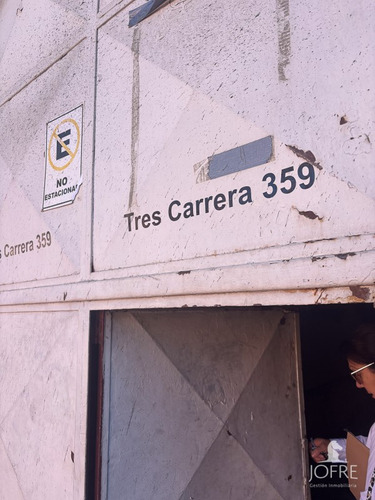 E
NO
ESTACIONAR
Tres Carrera 359
s Carrera 359
JOFRE
Gestión Inmobiliaria